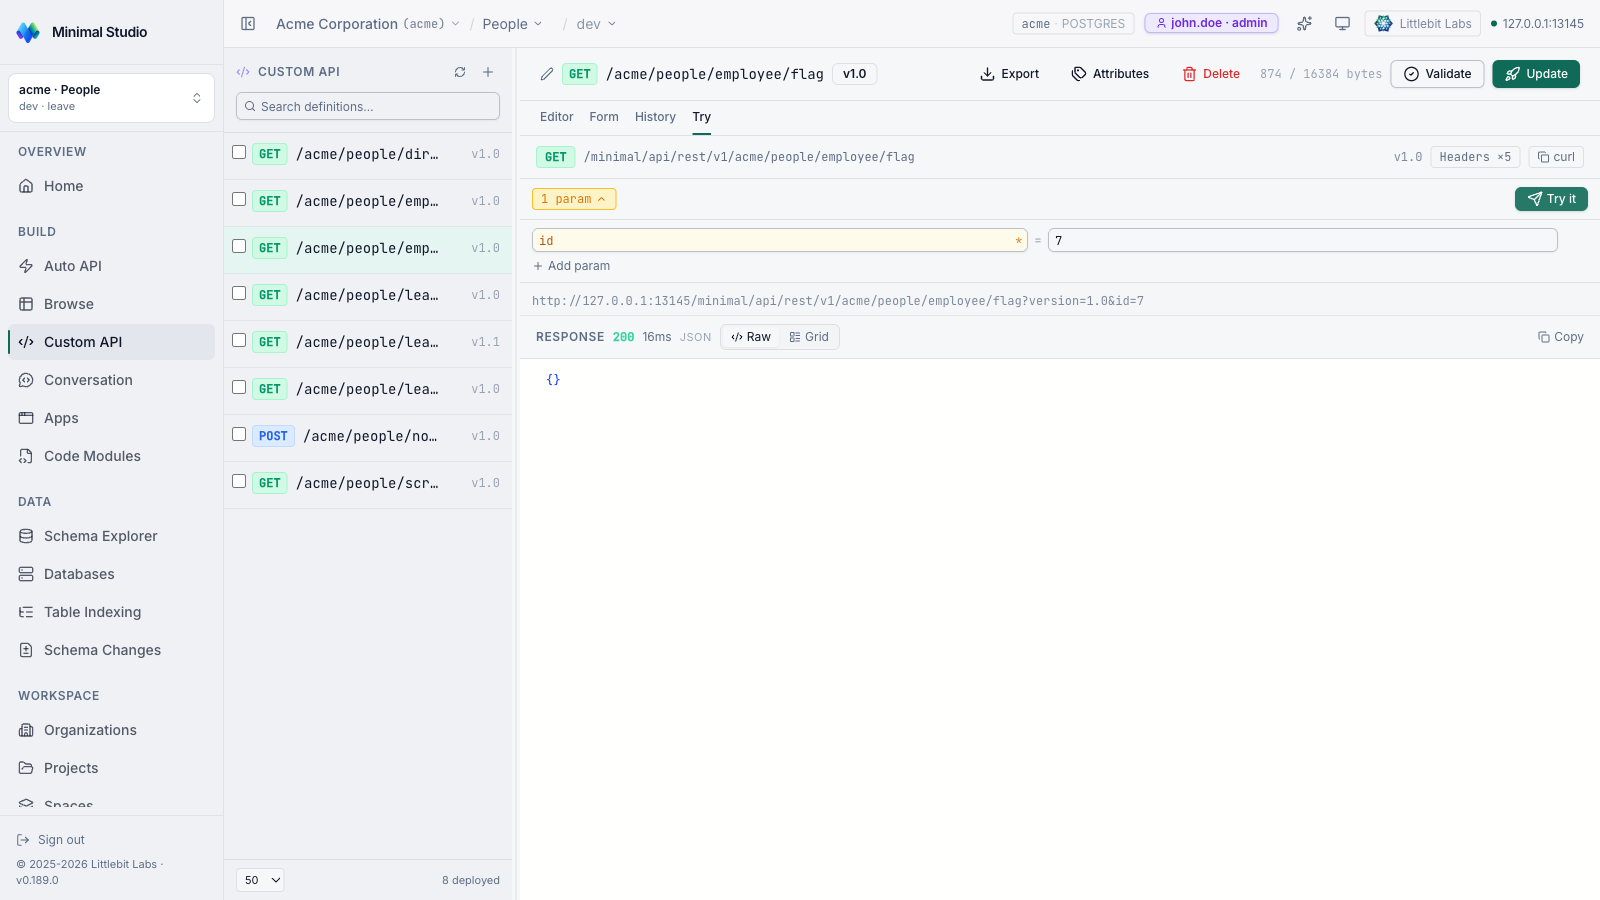 Minimal Studio
Acme Corporation (acme) / People / dev
acme · POSTGRES
john.doe · admin
Littlebit Labs
127.0.0.1:13145
acme · People
dev · leave
OVERVIEW
Home
BUILD
Auto API
Browse
Custom API
Conversation
Apps
Code Modules
DATA
Schema Explorer
Databases
Table Indexing
Schema Changes
WORKSPACE
Organizations
Projects
Spaces
Sign out
© 2025-2026 Littlebit Labs ·
v0.189.0
CUSTOM API
Search definitions...
GET /acme/people/dir… v1.0
GET /acme/people/emp… v1.0
GET /acme/people/emp… v1.0
GET /acme/people/lea… v1.0
GET /acme/people/lea… v1.1
GET /acme/people/lea… v1.0
POST /acme/people/no… v1.0
GET /acme/people/scr… v1.0
50
8 deployed
GET /acme/people/employee/flag v1.0
Export
Attributes
Delete
874 / 16384 bytes
Validate
Update
Editor Form History Try
GET /minimal/api/rest/v1/acme/people/employee/flag
v1.0 Headers ×5 curl
1 param
Try it
id * = 7
+ Add param
http://127.0.0.1:13145/minimal/api/rest/v1/acme/people/employee/flag?version=1.0&id=7
RESPONSE 200 16ms JSON Raw Grid
Copy
{}